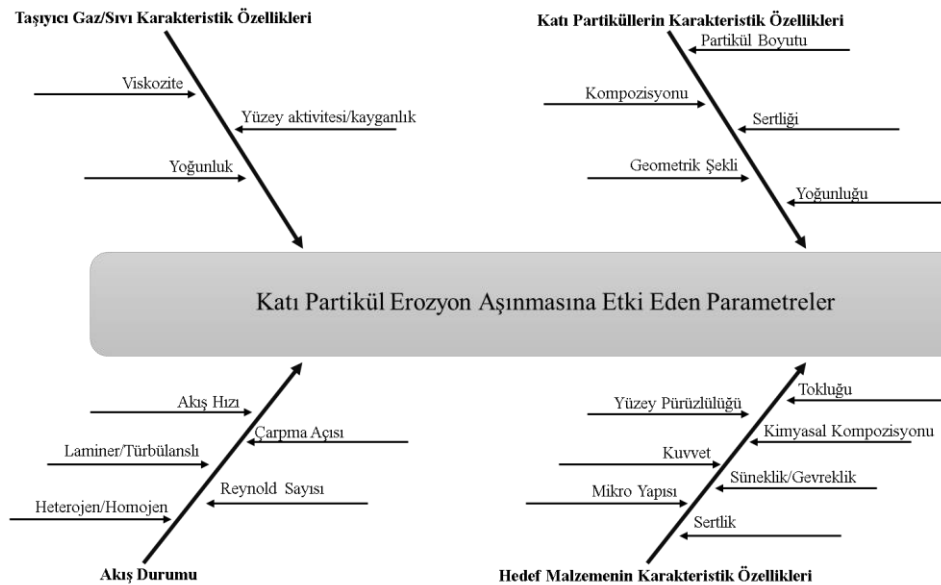 Taşıyıcı Gaz/Sıvı Karakteristik Özellikleri
Viskozite
Yüzey aktivitesi/kayganlık
Yoğunluk
Katı Partiküllerin Karakteristik Özellikleri
Partikül Boyutu
Kompozisyonu
Sertliği
Geometrik Şekli
Yoğunluğu
Katı Partikül Erozyon Aşınmasına Etki Eden Parametreler
Akış Hızı
Çarpma Açısı
Laminer/Türbülanslı
Reynold Sayısı
Heterojen/Homojen
Akış Durumu
Tokluğu
Yüzey Pürüzlülüğü
Kimyasal Kompozisyonu
Kuvvet
Süneklik/Gevreklik
Mikro Yapısı
Sertlik
Hedef Malzemenin Karakteristik Özellikleri